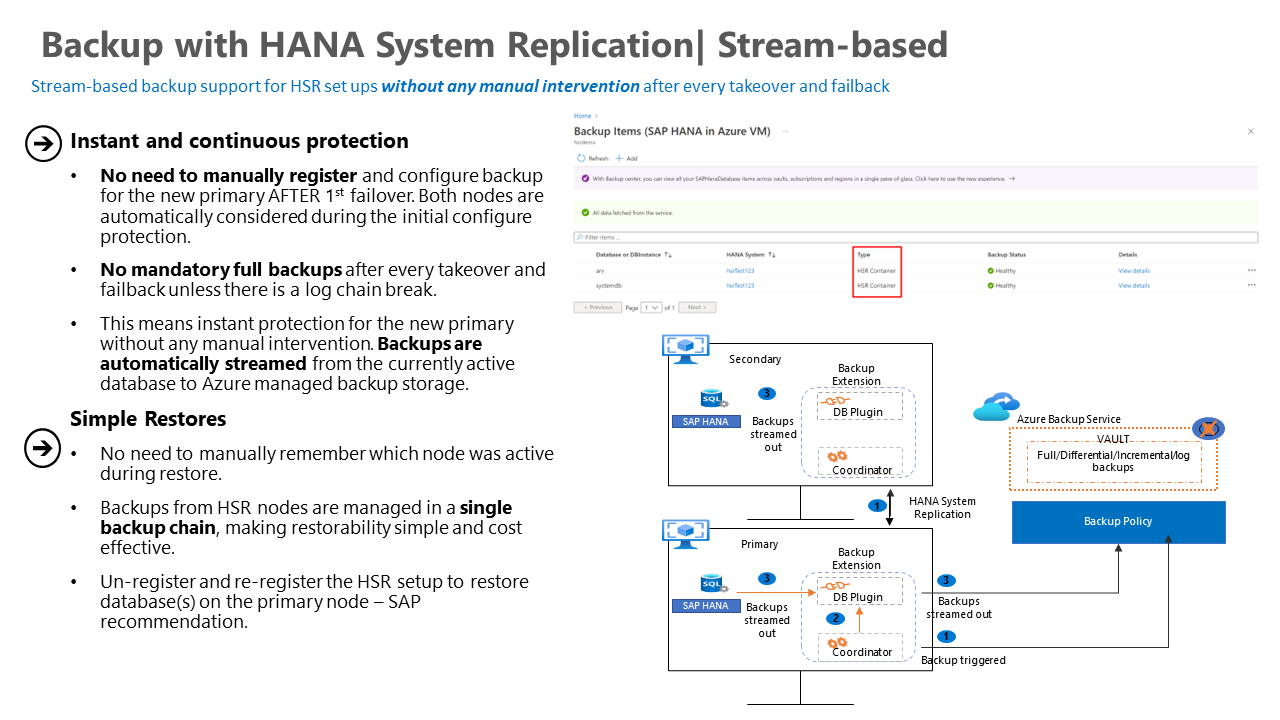 Backup with HANA System Replication| Stream-based
Stream-based backup support for HSR set ups without any manual intervention after every takeover and failback
Instant and continuous protection
• No need to manually register and configure backup
for the new primary AFTER 1st failover. Both nodes are
automatically considered during the initial configure
protection.
• No mandatory full backups after every takeover and
failback unless there is a log chain break.
• This means instant protection for the new primary
without any manual intervention. Backups are
automatically streamed from the currently active
database to Azure managed backup storage.
Simple Restores
• No need to manually remember which node was active
during restore.
• Backups from HSR nodes are managed in a single
backup chain, making restorability simple and cost
effective.
• Un-register and re-register the HSR setup to restore
database(s) on the primary node – SAP
recommendation.
Home >
Backup Items (SAP HANA in Azure VM) ...
hsrdemo
Refresh + Add
With Backup center, you can view all your SAPHanaDatabase items across vaults, subscriptions and regions in a single pane of glass. Click here to use the new experience. →
All data fetched from the service.
Filter items ...
Database or DBInstance ↑↓ HANA System ↑↓ Type Backup Status Details
arv hsrTest123 HSR Container Healthy View details ...
systemdb hsrTest123 HSR Container Healthy View details ...
< Previous Page 1 of 1 Next >
Secondary
Backup
Extension
3
SQL
SAP HANA
Backups
streamed
out
DB Plugin
Coordinator
1
HANA System
Replication
Primary
Backup
Extension
3
SQL
SAP HANA
Backups
streamed
out
DB Plugin
2
Coordinator
3
Backups
streamed out
1
Backup triggered
Azure Backup Service
VAULT
Full/Differential/Incremental/log
backups
Backup Policy